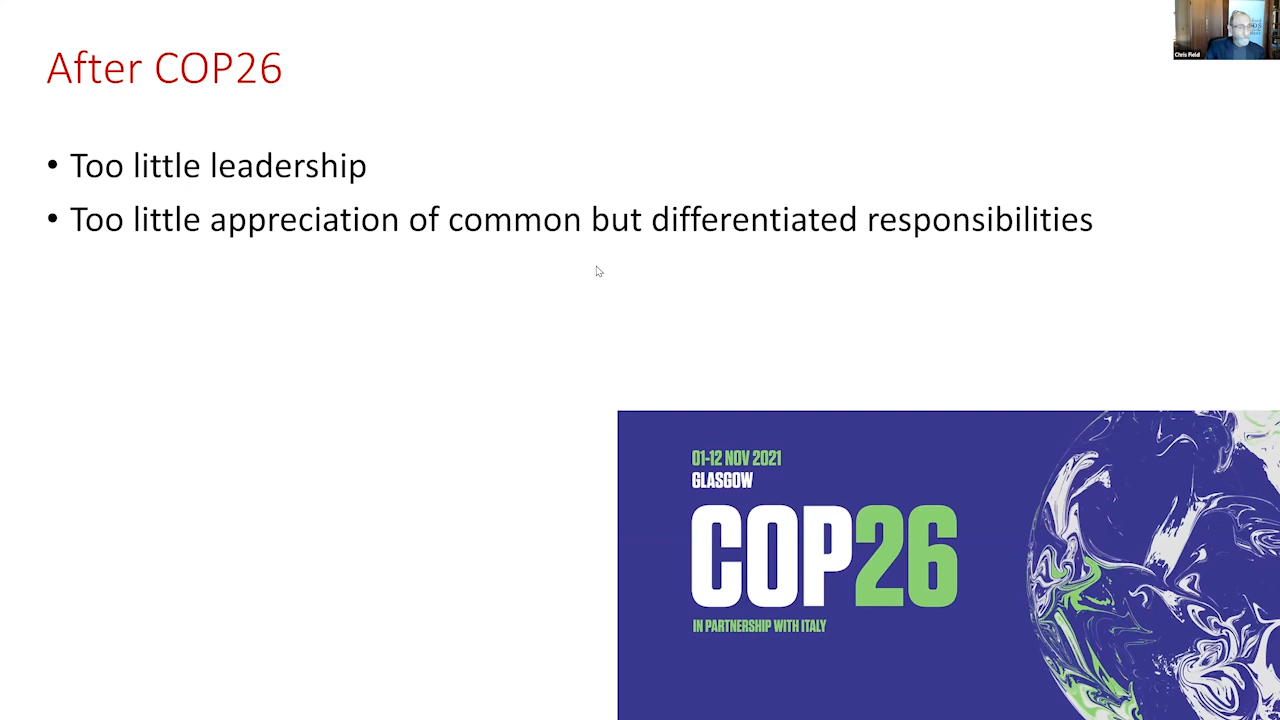 After COP26
Chris Field
• Too little leadership
• Too little appreciation of common but differentiated responsibilities
01-12 NOV 2021
GLASGOW
COP26
IN PARTNERSHIP WITH ITALY